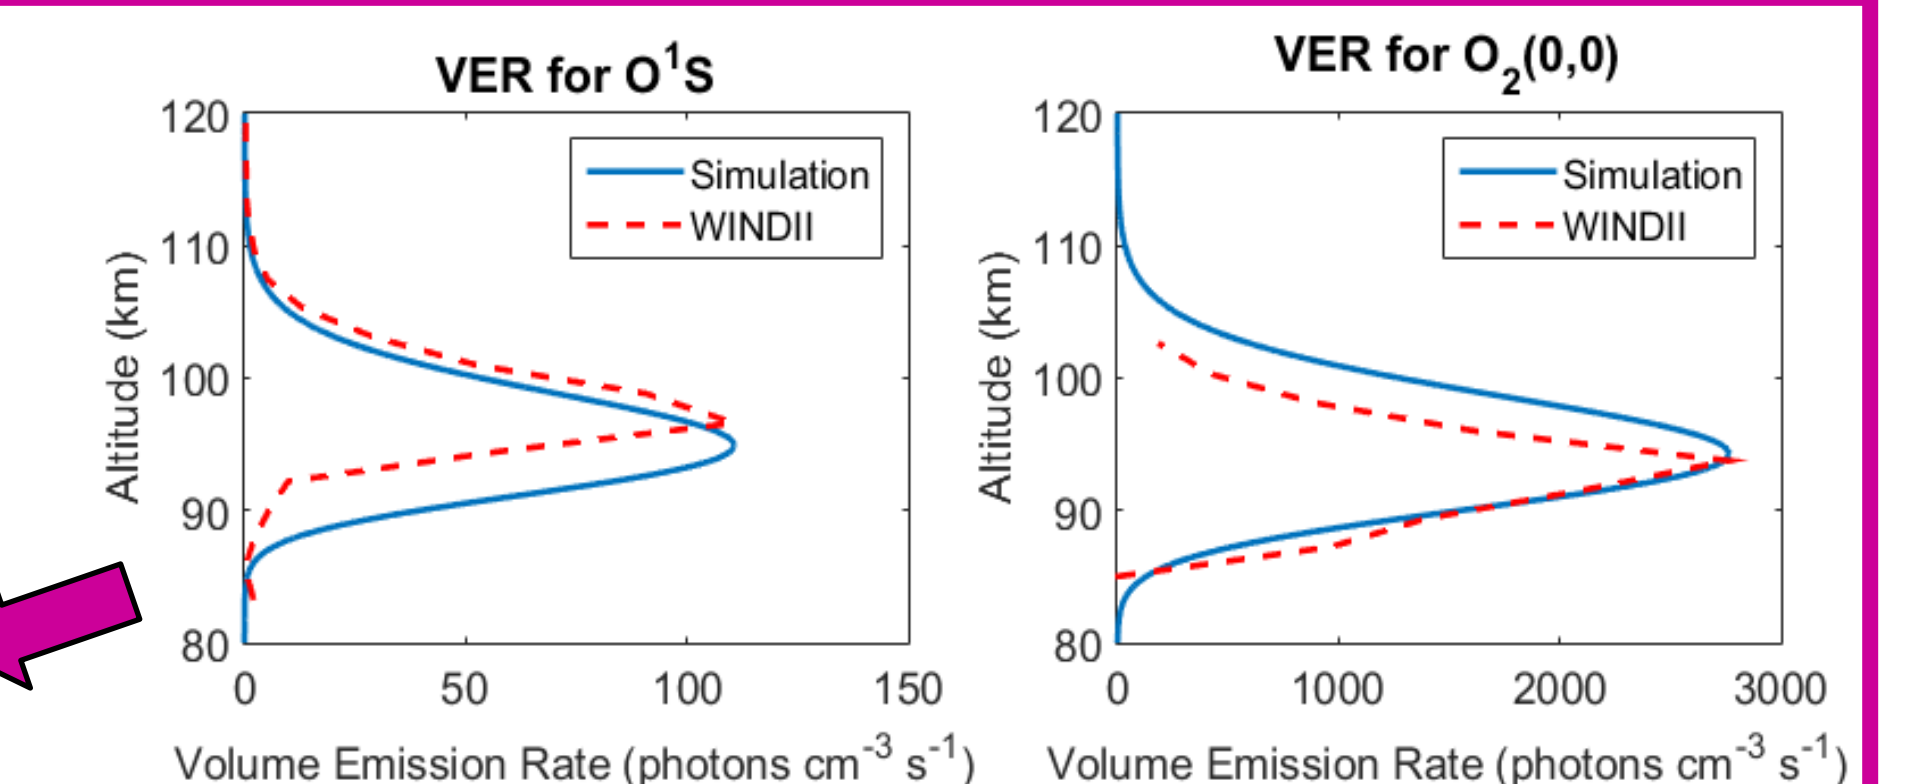 VER for O¹S
120
110
100
90
80
0 50 100 150
Altitude (km)
Volume Emission Rate (photons cm⁻³ s⁻¹)
Simulation
WINDII
VER for O₂(0,0)
120
110
100
90
80
0 1000 2000 3000
Altitude (km)
Volume Emission Rate (photons cm⁻³ s⁻¹)
Simulation
WINDII